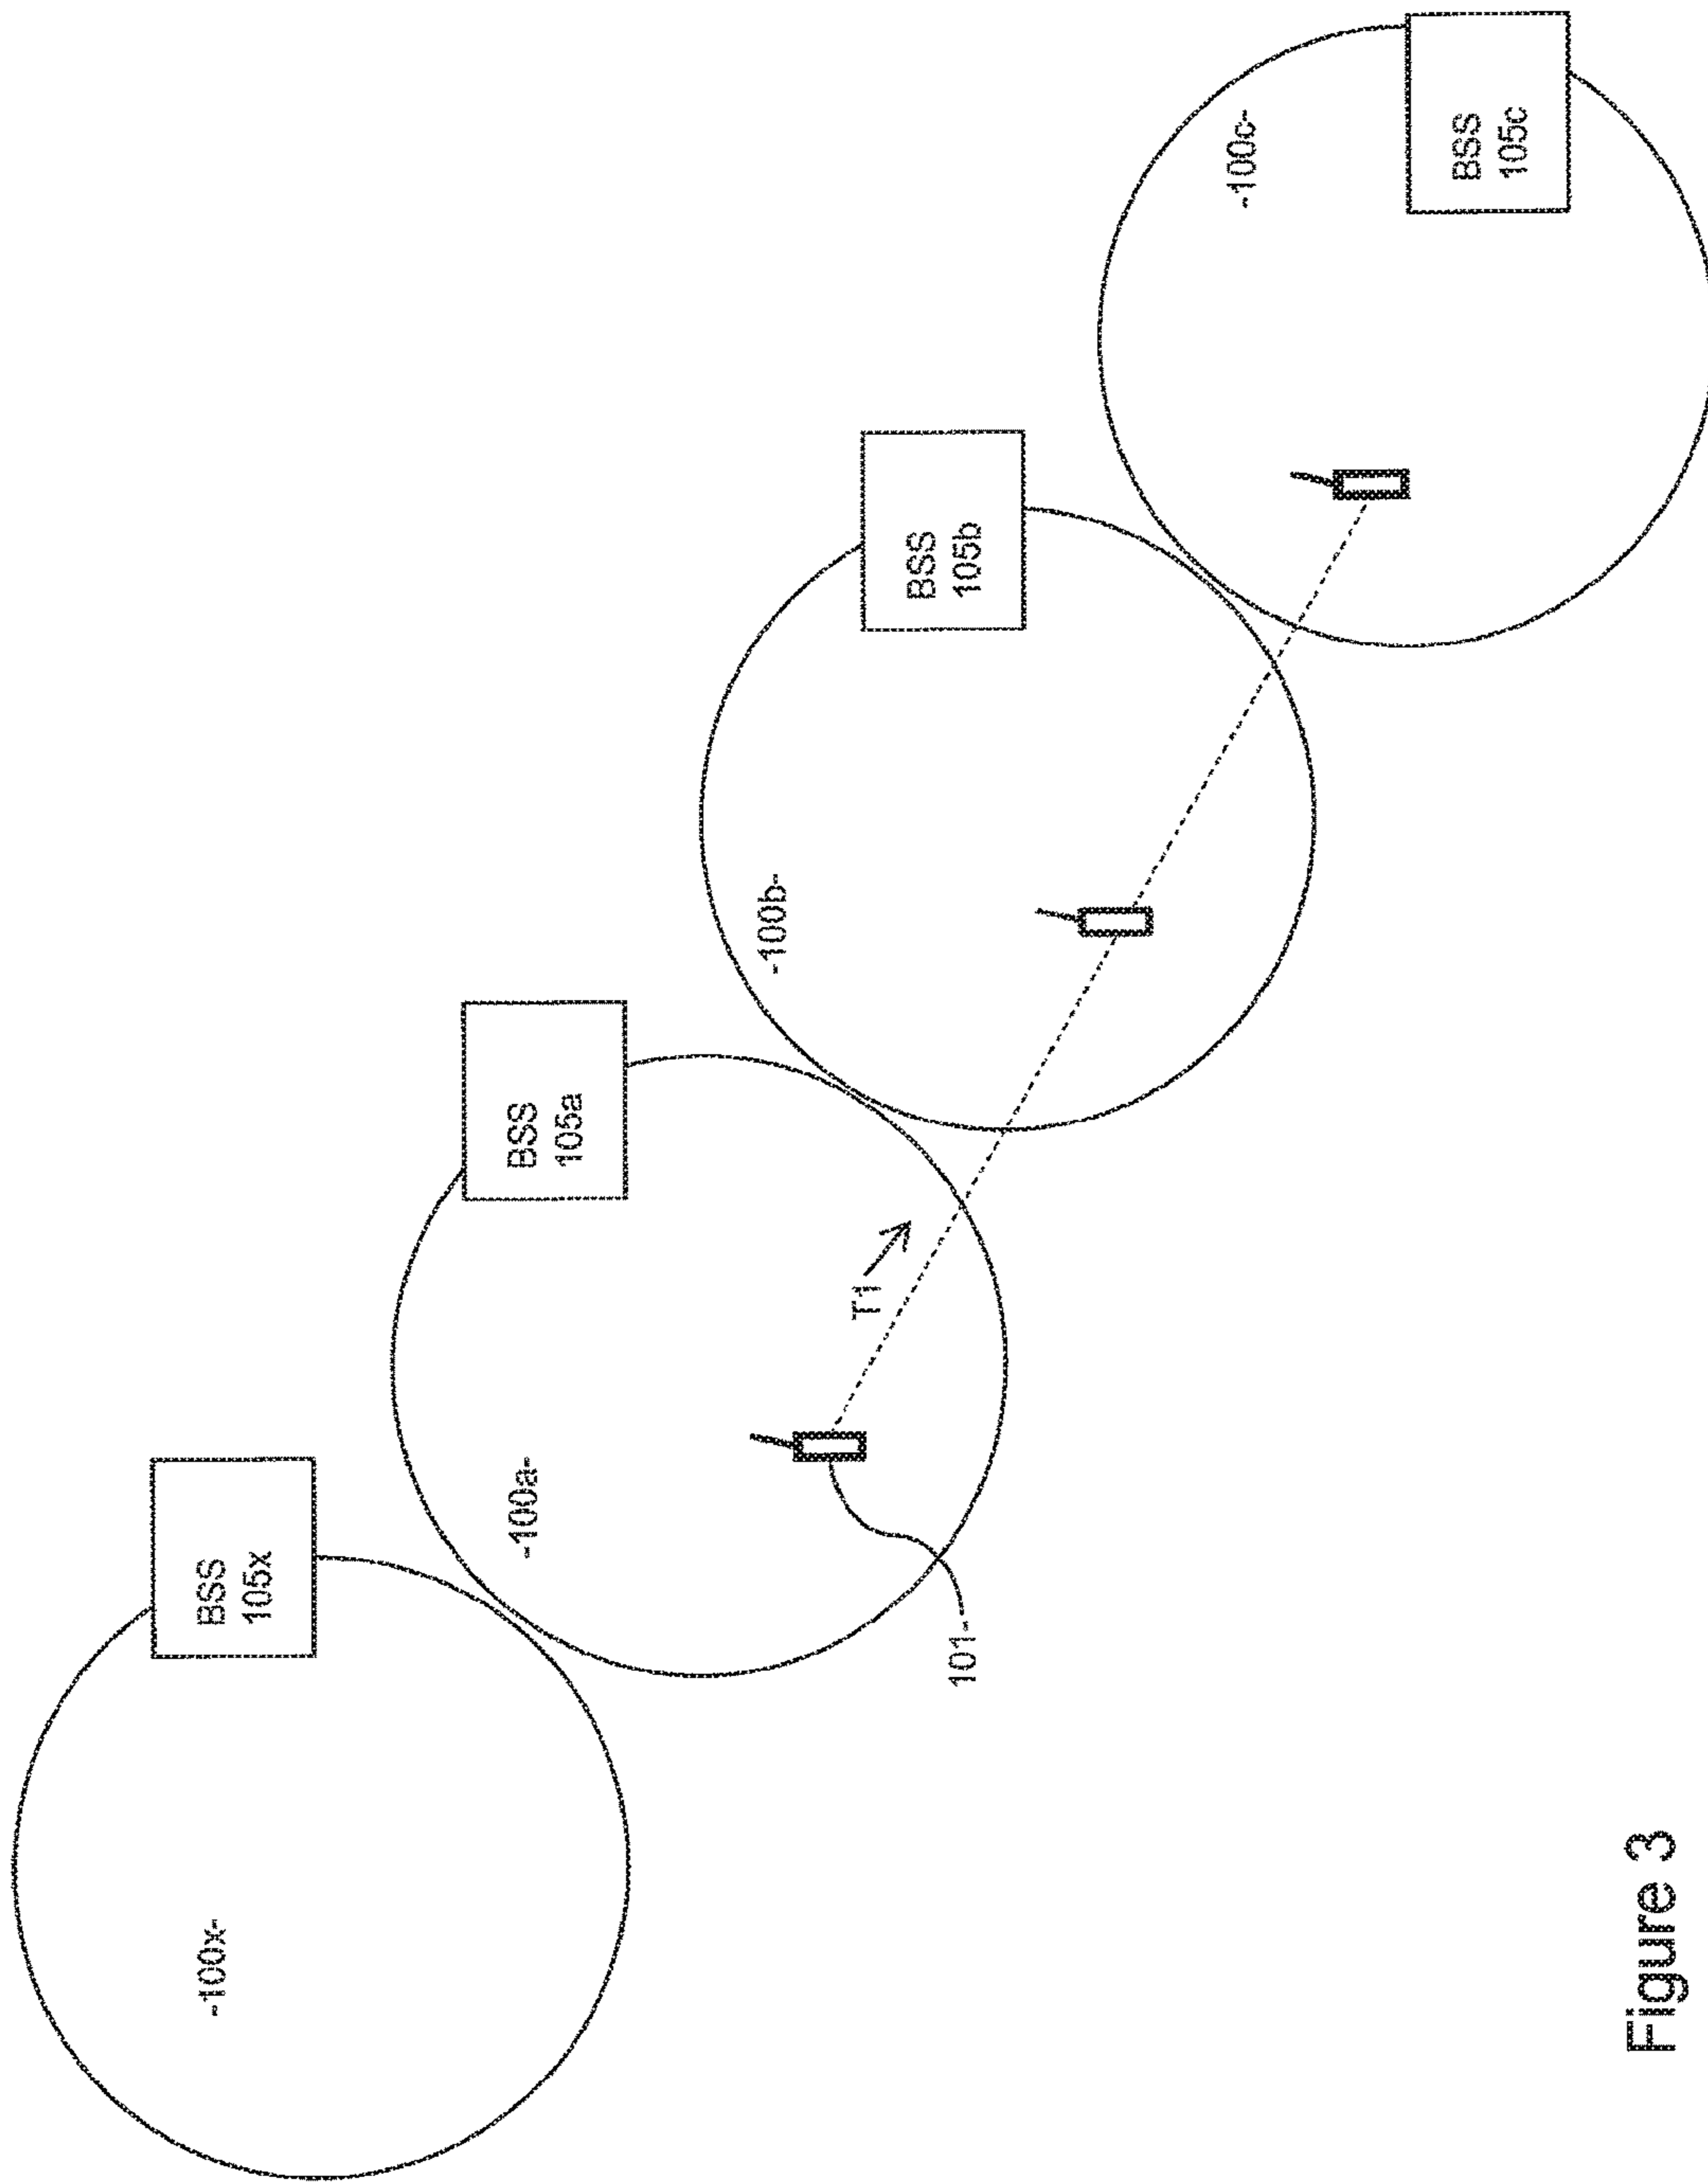 -100x-
BSS
105x
-100a-
BSS
105a
101
T1
-100b-
BSS
105b
-100c-
BSS
105c
Figure 3